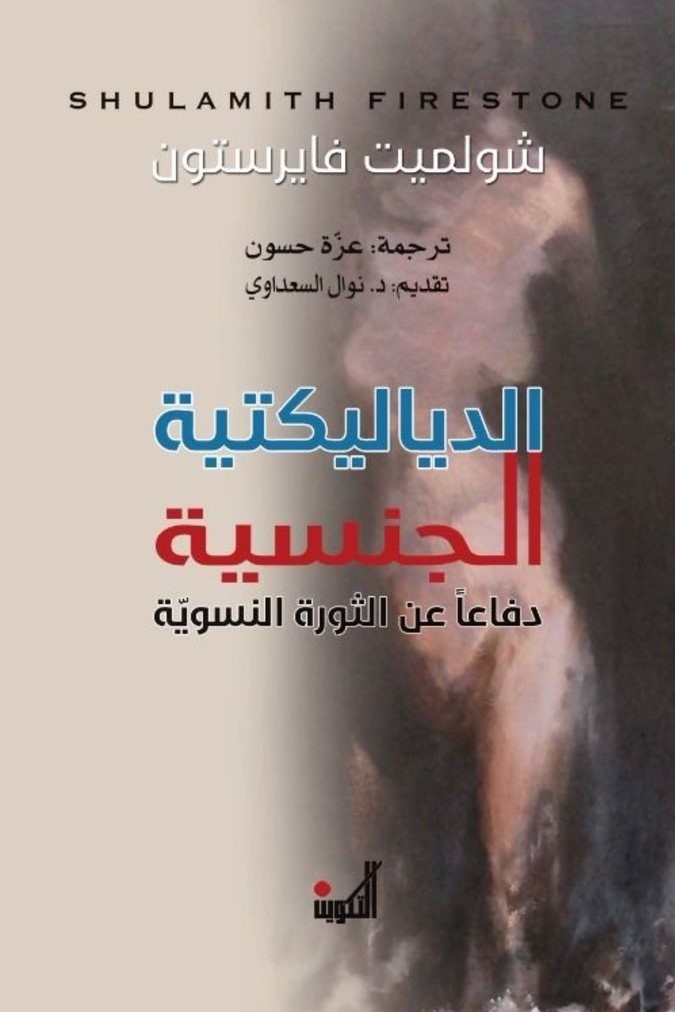 SHULAMITH FIRESTONE
شولميت فايرستون
ترجمة: عزّة حسون
تقديم: د. نوال السعداوي
الدياليكتية
الجنسية
دفاعاً عن الثورة النسويّة
التكوين